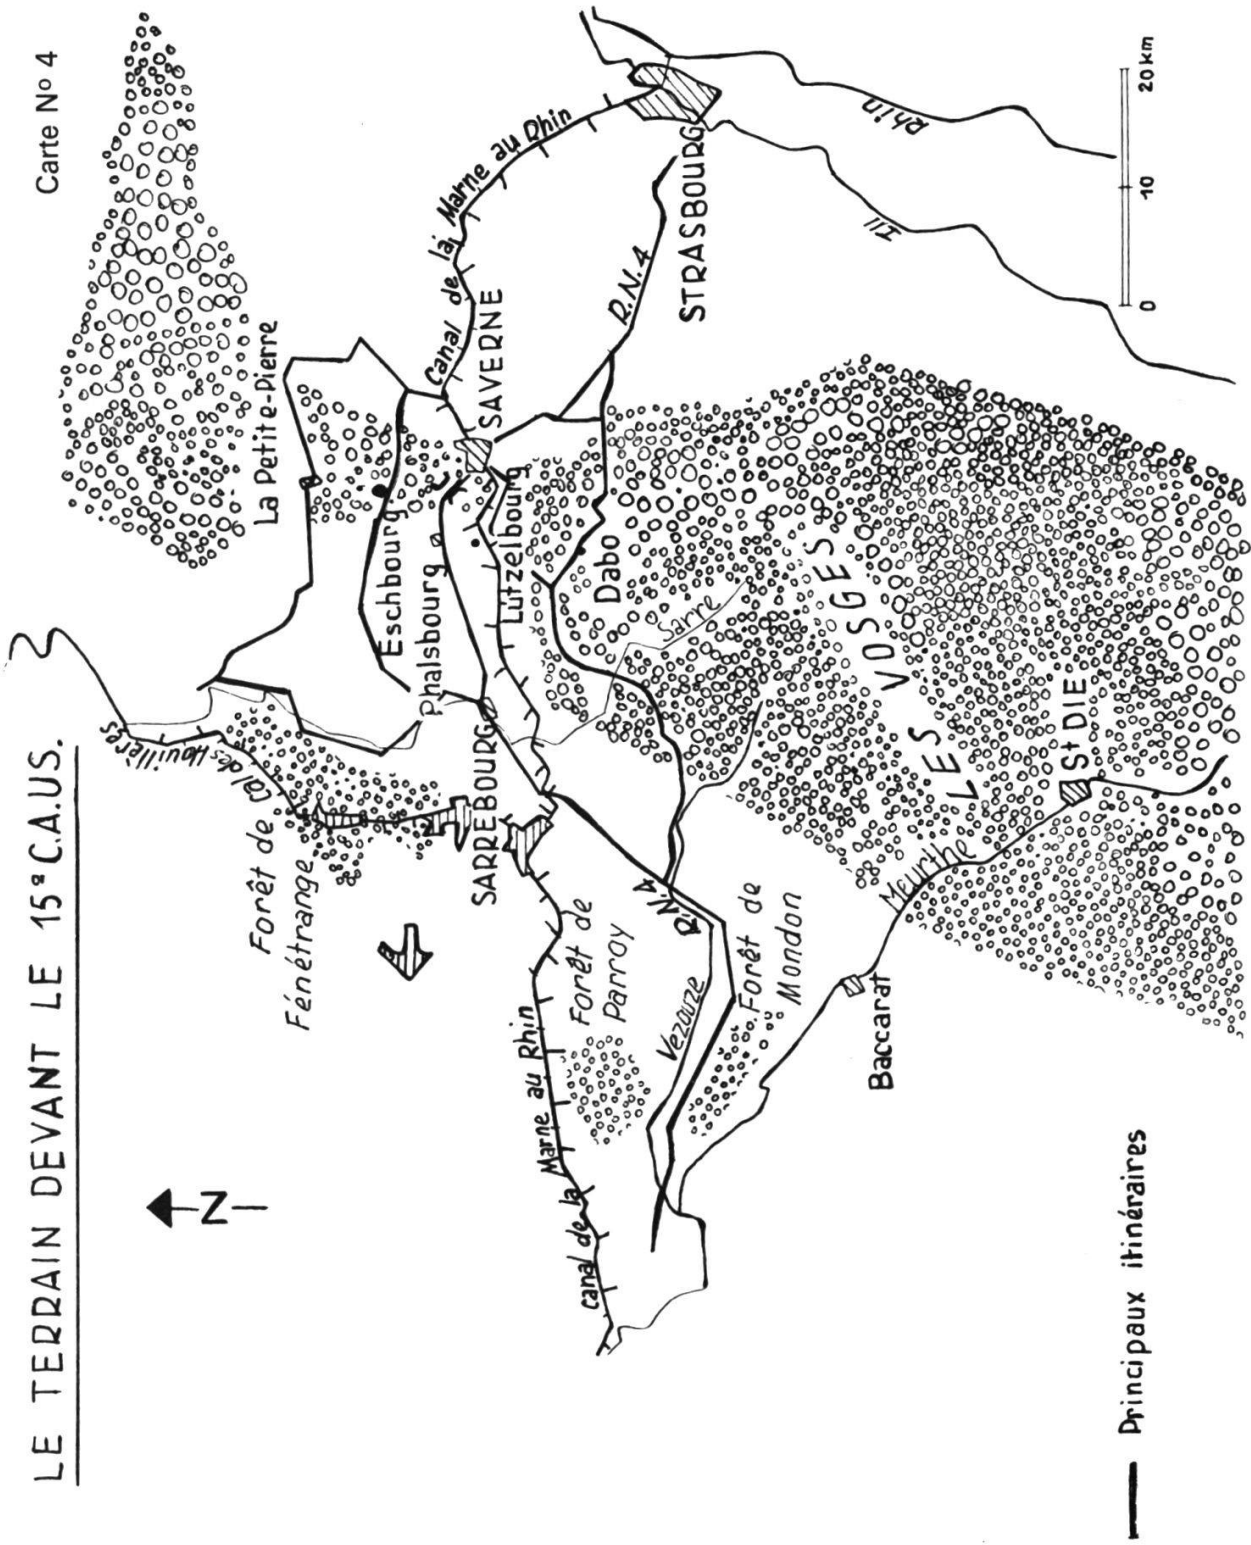 LE TERRAIN DEVANT LE 15ᵉ C.A.US.
Carte Nº 4
N
Canal des Houillères
Forêt de
Fénétrange
La Petite-Pierre
Eschbourg
Phalsbourg
Canal de la Marne au Rhin
SAVERNE
SARREBOURG
Lutzelbourg
Dabo
R.N.4
STRASBOURG
Canal de la Marne au Rhin
Forêt de
Parroy
R.N.4
Sarre
Vezouze
Forêt de
Mondon
Baccarat
Meurthe
LES VOSGES
St DIE
Ill
Rhin
Principaux itinéraires
0 10 20 km